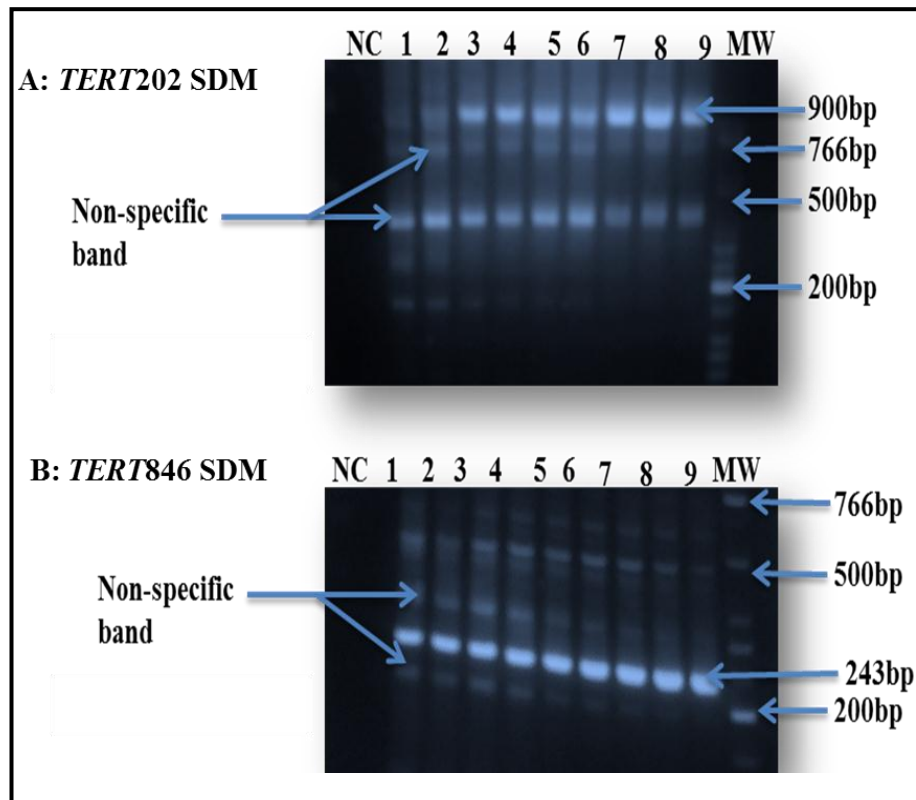 NC 1 2 3 4 5 6 7 8 9 MW
A: TERT202 SDM
900bp
766bp
500bp
Non-specific
band
200bp
B: TERT846 SDM
NC 1 2 3 4 5 6 7 8 9 MW
766bp
500bp
Non-specific
band
243bp
200bp